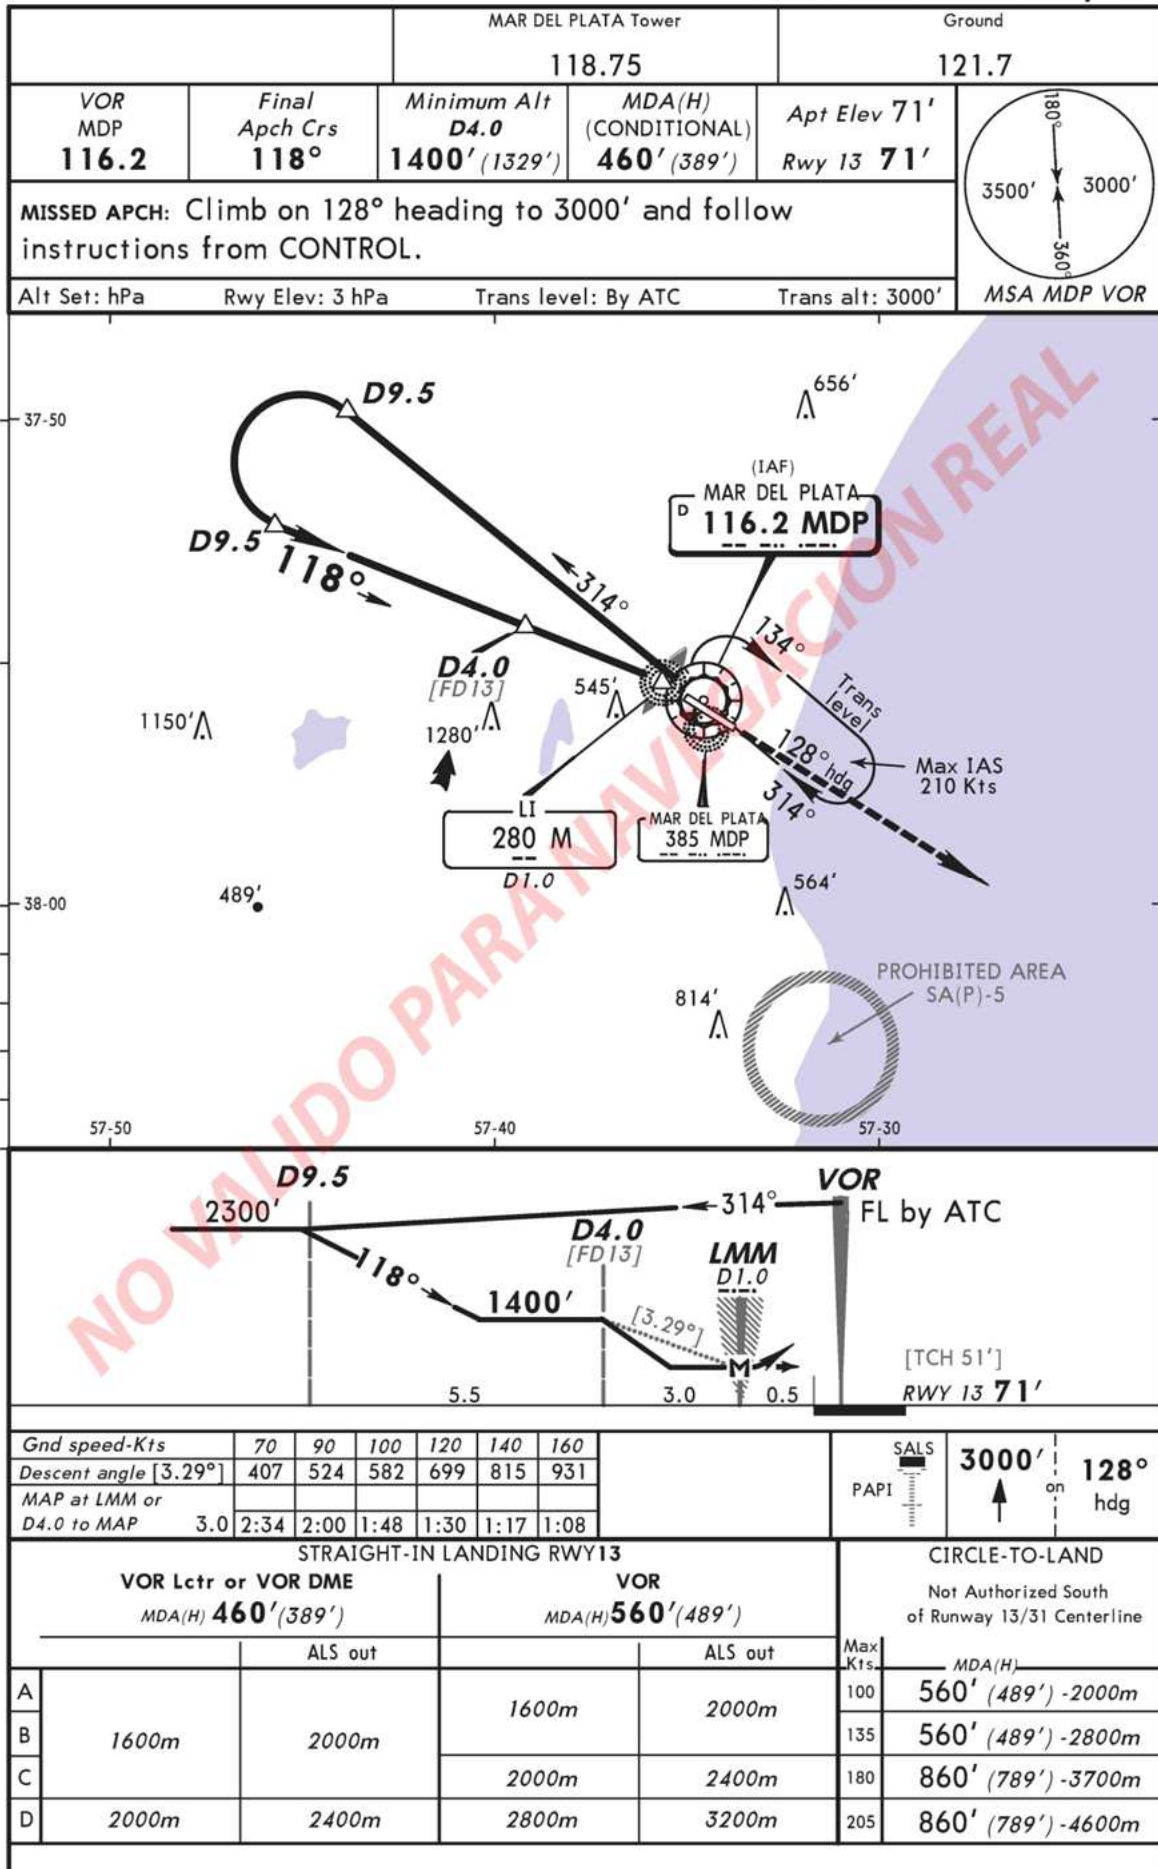 MAR DEL PLATA Tower
118.75
Ground
121.7
VOR
MDP
116.2
Final
Apch Crs
118°
Minimum Alt
D4.0
1400' (1329')
MDA(H)
(CONDITIONAL)
460' (389')
Apt Elev 71'
Rwy 13 71'
180°
3500' 3000'
360°
MSA MDP VOR
MISSED APCH: Climb on 128° heading to 3000' and follow
instructions from CONTROL.
Alt Set: hPa Rwy Elev: 3 hPa Trans level: By ATC Trans alt: 3000'
NO VALIDO PARA NAVEGACION REAL
37-50
D9.5
656'
(IAF)
MAR DEL PLATA
D 116.2 MDP
D9.5
118°
314°
134°
D4.0
[FD13]
545'
Trans
level
1150'
1280'
128° hdg
Max IAS
210 Kts
314°
LI
280 M
D1.0
MAR DEL PLATA
385 MDP
489'
564'
38-00
PROHIBITED AREA
SA(P)-5
814'
57-50 57-40 57-30
D9.5
2300'
314°
VOR
FL by ATC
D4.0
[FD13]
LMM
D1.0
118°
1400'
[3.29°]
M
[TCH 51']
RWY 13 71'
5.5 3.0 0.5
Gnd speed-Kts 70 90 100 120 140 160
Descent angle [3.29°] 407 524 582 699 815 931
MAP at LMM or
D4.0 to MAP 3.0 2:34 2:00 1:48 1:30 1:17 1:08
SALS
PAPI
3000'
on
128°
hdg
STRAIGHT-IN LANDING RWY13
VOR Lctr or VOR DME
MDA(H) 460' (389')
VOR
MDA(H) 560' (489')
ALS out
ALS out
CIRCLE-TO-LAND
Not Authorized South
of Runway 13/31 Centerline
Max
Kts
MDA(H)
A 1600m 2000m 100 560' (489') -2000m
B 1600m 2000m 135 560' (489') -2800m
C 2000m 2400m 180 860' (789') -3700m
D 2000m 2400m 2800m 3200m 205 860' (789') -4600m